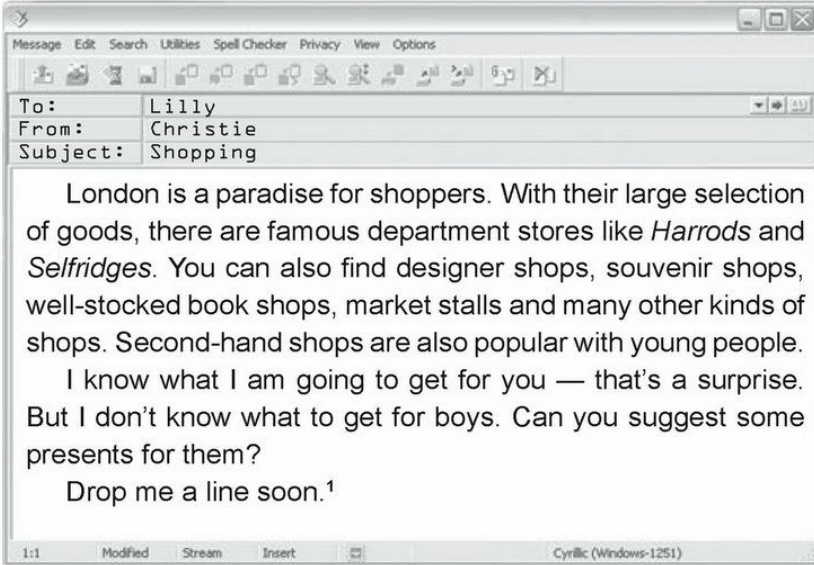 Message Edit Search Utilities Spell Checker Privacy View Options
To: Lilly
From: Christie
Subject: Shopping
London is a paradise for shoppers. With their large selection
of goods, there are famous department stores like Harrods and
Selfridges. You can also find designer shops, souvenir shops,
well-stocked book shops, market stalls and many other kinds of
shops. Second-hand shops are also popular with young people.
I know what I am going to get for you — that's a surprise.
But I don't know what to get for boys. Can you suggest some
presents for them?
Drop me a line soon.¹
1:1 Modified Stream Insert Cyrillic (Windows-1251)